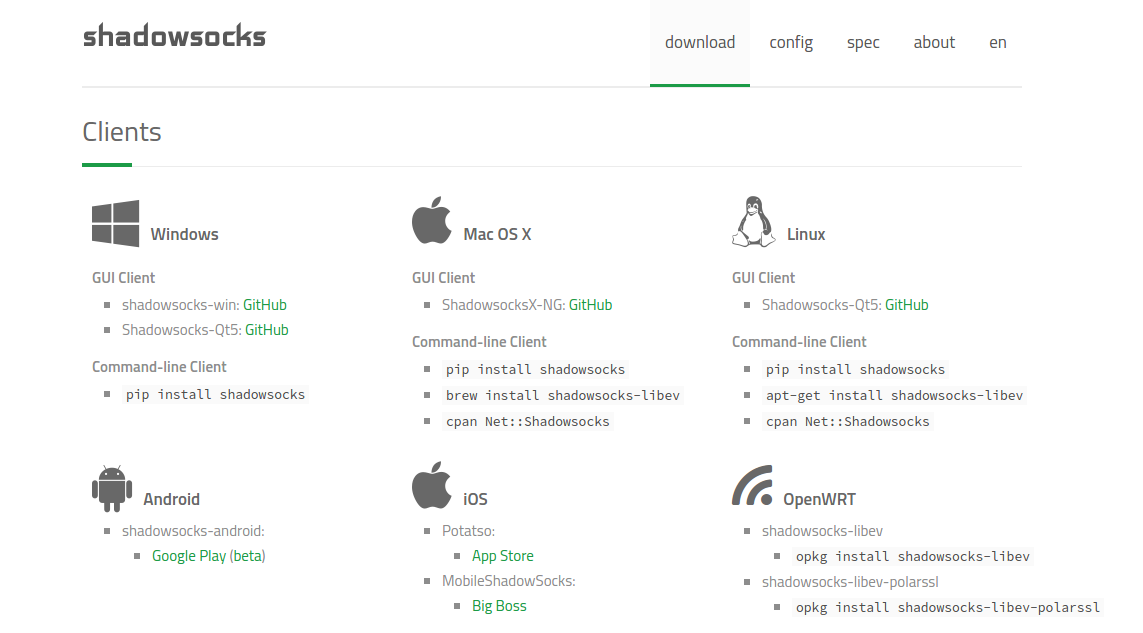 shadowsocks
download config spec about en
Clients
Windows
GUI Client
shadowsocks-win: GitHub
Shadowsocks-Qt5: GitHub
Command-line Client
pip install shadowsocks
Mac OS X
GUI Client
ShadowsocksX-NG: GitHub
Command-line Client
pip install shadowsocks
brew install shadowsocks-libev
cpan Net::Shadowsocks
Linux
GUI Client
Shadowsocks-Qt5: GitHub
Command-line Client
pip install shadowsocks
apt-get install shadowsocks-libev
cpan Net::Shadowsocks
Android
shadowsocks-android:
Google Play (beta)
iOS
Potatso:
App Store
MobileShadowSocks:
Big Boss
OpenWRT
shadowsocks-libev
opkg install shadowsocks-libev
shadowsocks-libev-polarssl
opkg install shadowsocks-libev-polarssl